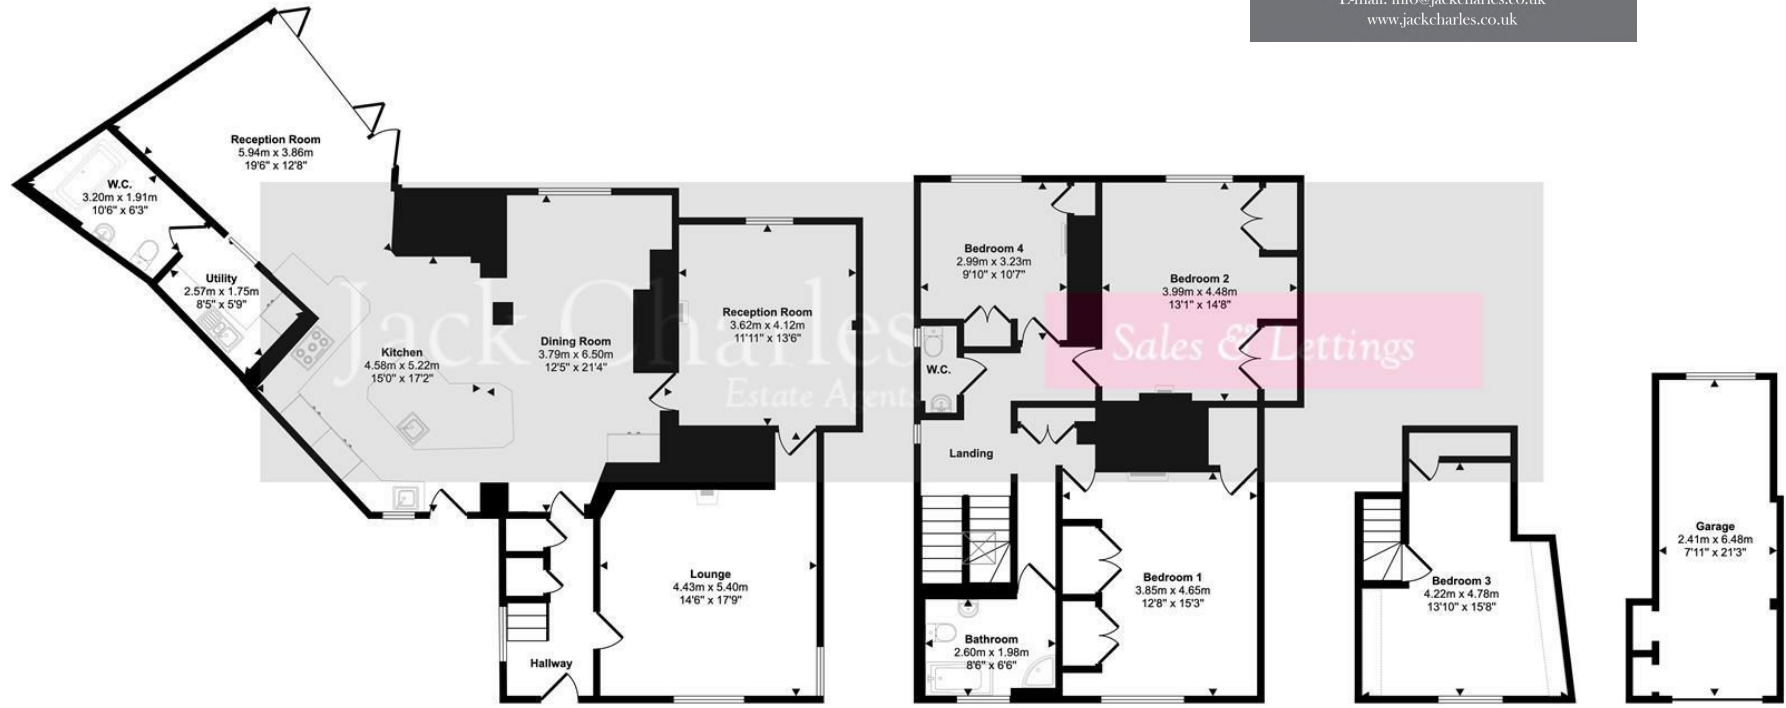 E-mail: info@jackcharles.co.uk
www.jackcharles.co.uk
Reception Room
5.94m x 3.86m
19'6" x 12'8"
W.C.
3.20m x 1.91m
10'6" x 6'3"
Utility
2.57m x 1.75m
8'5" x 5'9"
Kitchen
4.58m x 5.22m
15'0" x 17'2"
Dining Room
3.79m x 6.50m
12'5" x 21'4"
Reception Room
3.62m x 4.12m
11'11" x 13'6"
Lounge
4.43m x 5.40m
14'6" x 17'9"
Hallway
Bedroom 4
2.99m x 3.23m
9'10" x 10'7"
Bedroom 2
3.99m x 4.48m
13'1" x 14'8"
W.C.
Landing
Bedroom 1
3.85m x 4.65m
12'8" x 15'3"
Bathroom
2.60m x 1.98m
8'6" x 6'6"
Bedroom 3
4.22m x 4.78m
13'10" x 15'8"
Garage
2.41m x 6.48m
7'11" x 21'3"
Jack Charles
Estate Agents
Sales & Lettings